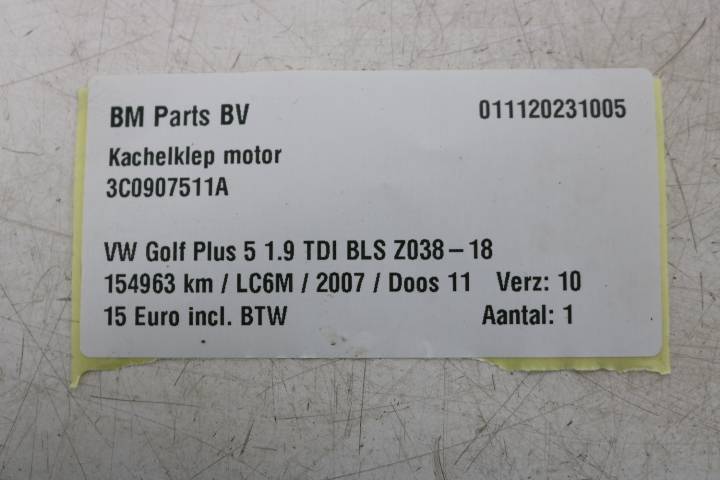 BM Parts BV 011120231005
Kachelklep motor
3C0907511A
VW Golf Plus 5 1.9 TDI BLS Z038 – 18
154963 km / LC6M / 2007 / Doos 11 Verz: 10
15 Euro incl. BTW Aantal: 1